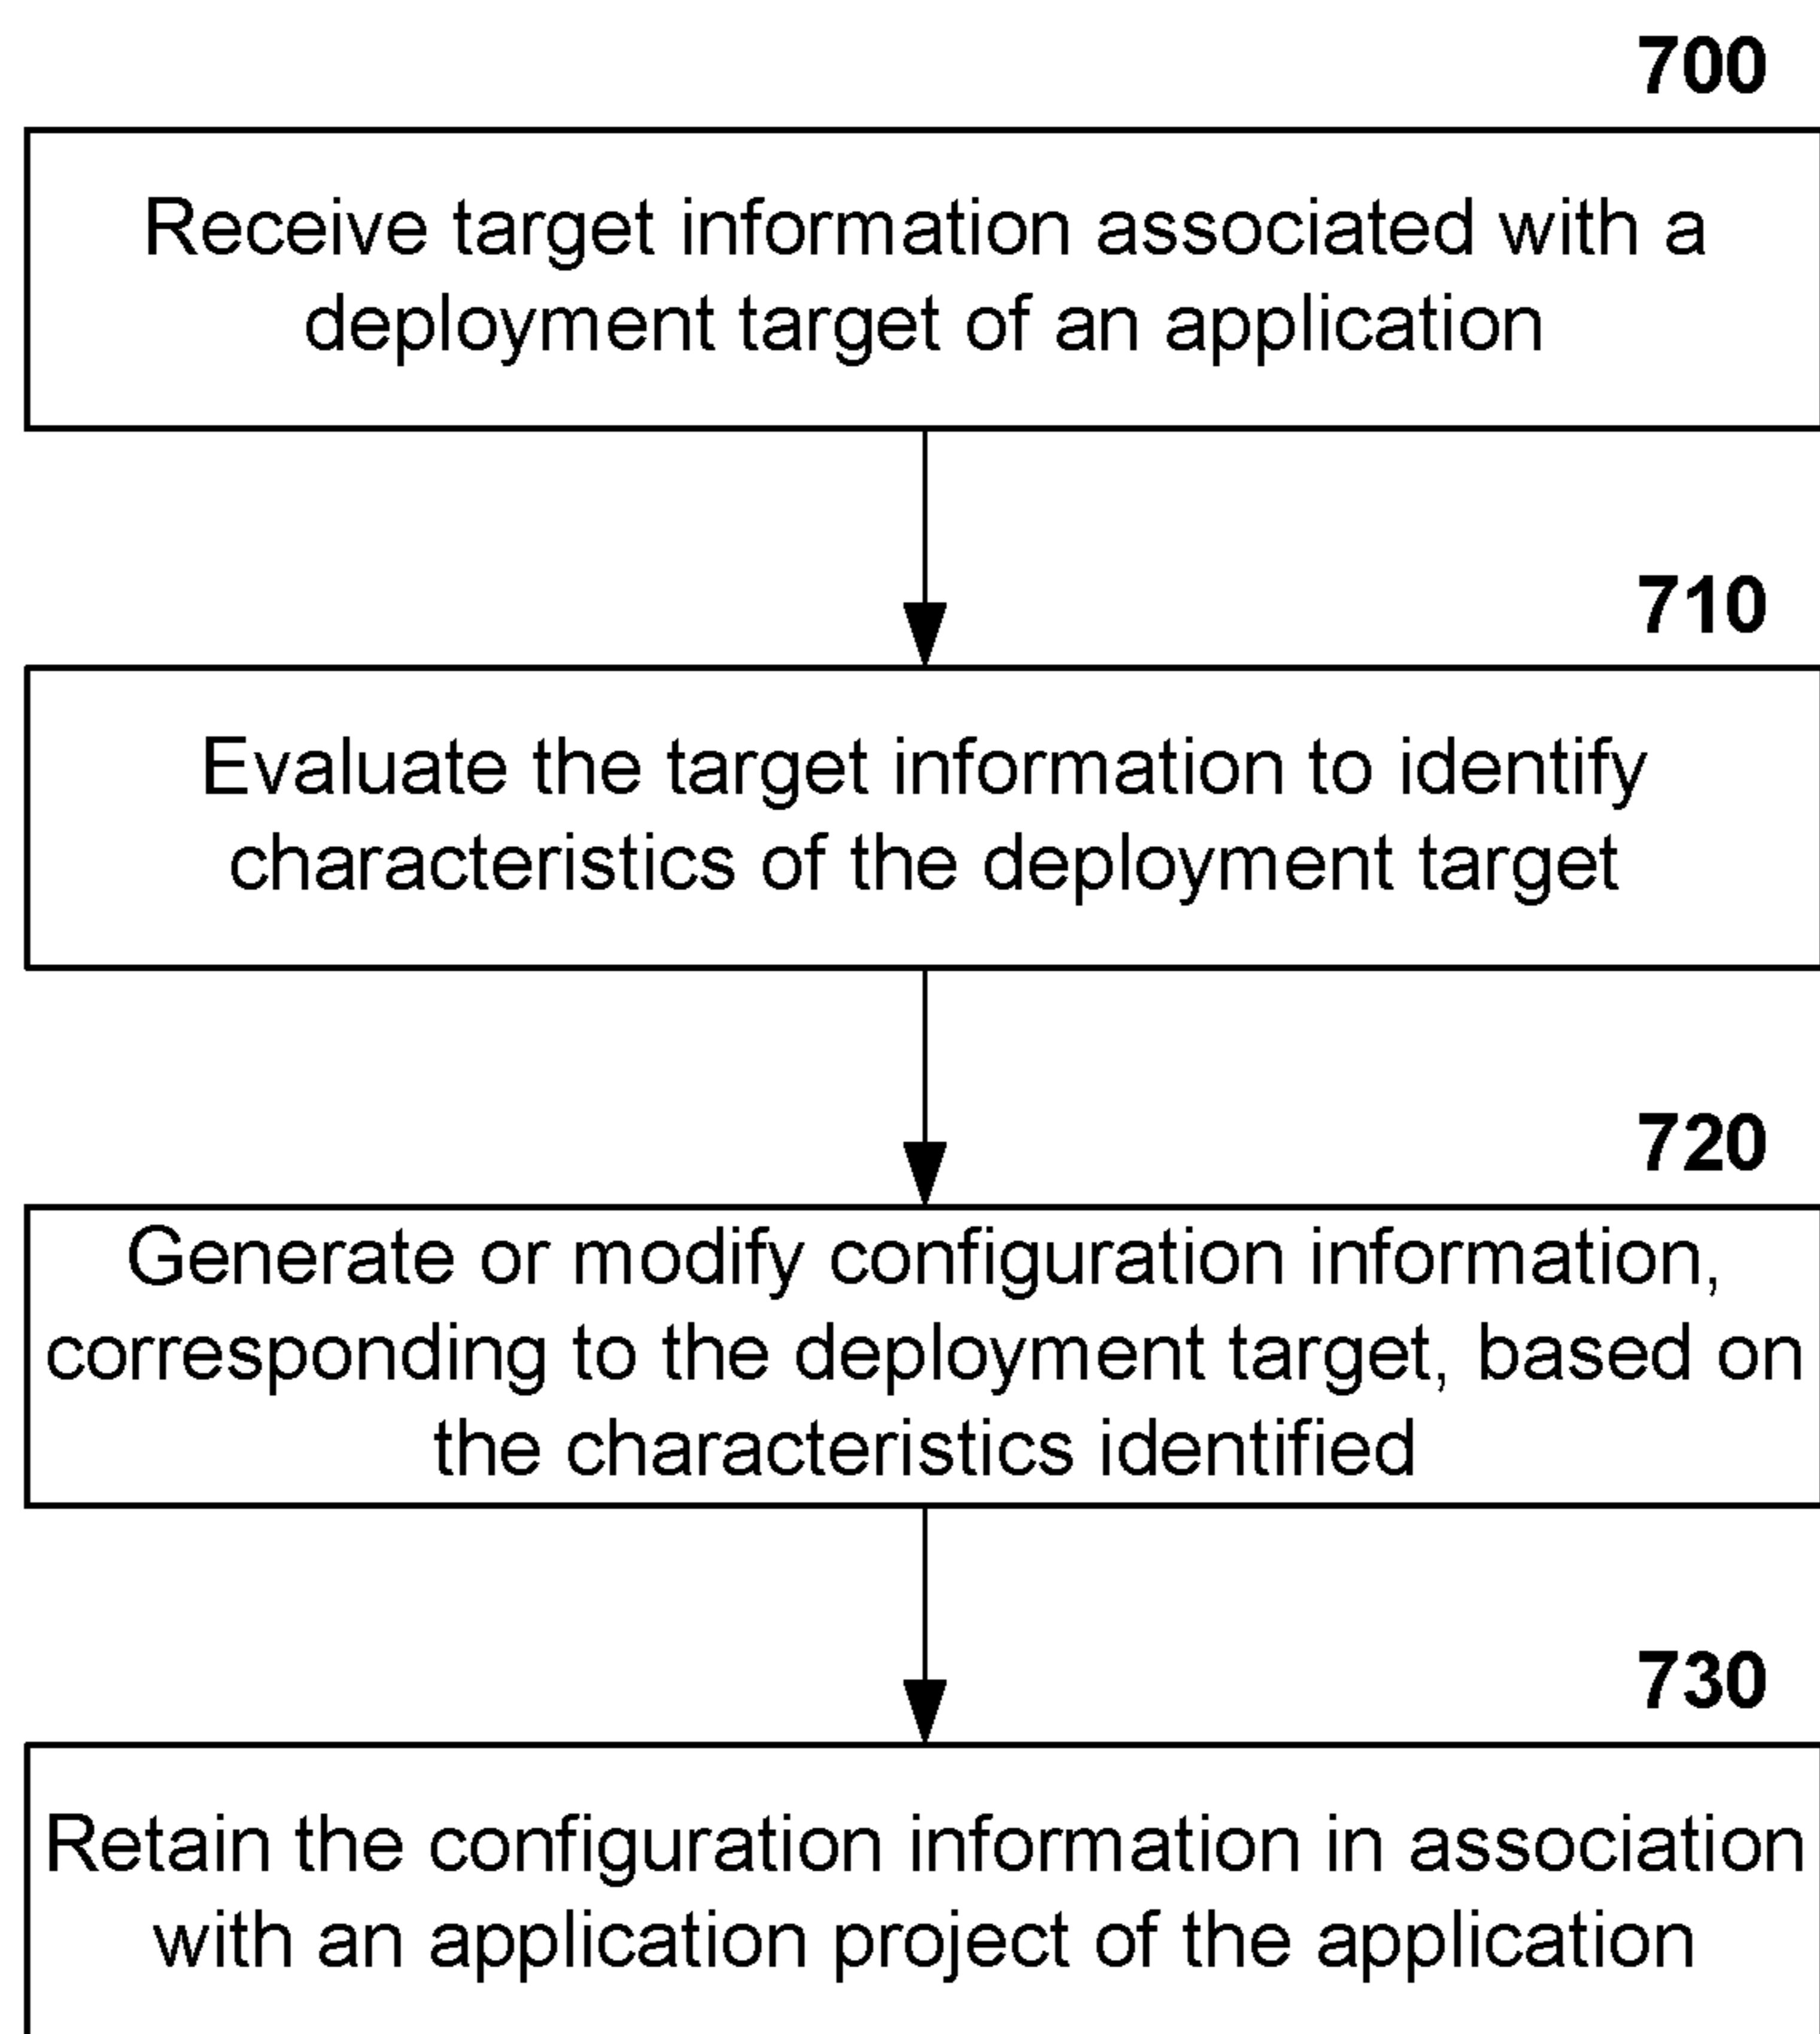 700
Receive target information associated with a
deployment target of an application
710
Evaluate the target information to identify
characteristics of the deployment target
720
Generate or modify configuration information,
corresponding to the deployment target, based on
the characteristics identified
730
Retain the configuration information in association
with an application project of the application